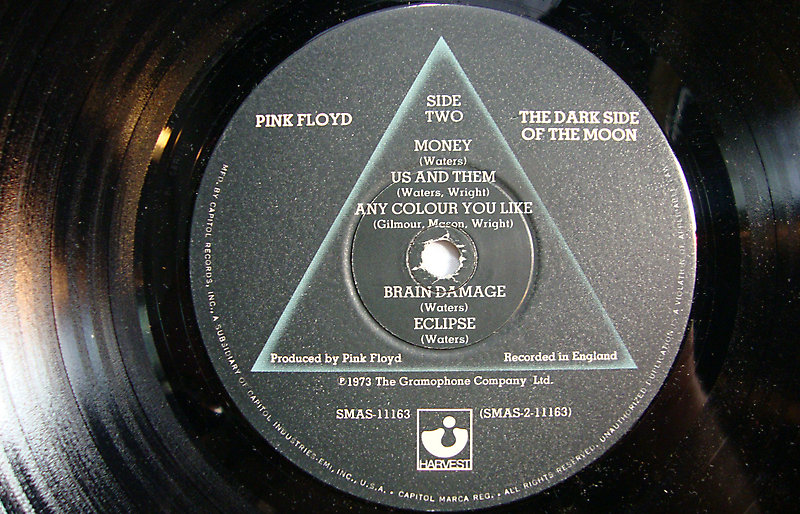 SIDE
TWO
PINK FLOYD
THE DARK SIDE
OF THE MOON
MONEY
(Waters)
US AND THEM
(Waters, Wright)
ANY COLOUR YOU LIKE
(Gilmour, Mason, Wright)
BRAIN DAMAGE
(Waters)
ECLIPSE
(Waters)
Produced by Pink Floyd
Recorded in England
℗1973 The Gramophone Company Ltd.
SMAS-11163
(SMAS-2-11163)
HARVEST
MFD. BY CAPITOL RECORDS, INC., A SUBSIDIARY OF CAPITOL INDUSTRIES-EMI, INC., U.S.A. • CAPITOL MARCA REG. • ALL RIGHTS RESERVED. UNAUTHORIZED DUPLICATION IS A VIOLATION OF APPLICABLE LAWS